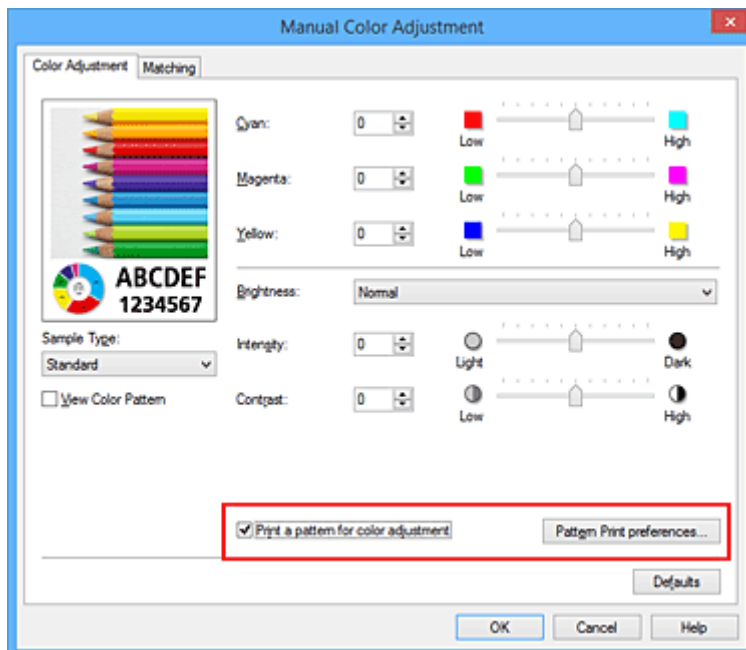 Manual Color Adjustment
Color Adjustment
Matching
Cyan:
0
Low
High
Magenta:
0
Low
High
Yellow:
0
Low
High
ABCDEF
1234567
Brightness:
Normal
Sample Type:
Standard
Intensity:
0
Light
Dark
View Color Pattern
Contrast:
0
Low
High
Print a pattern for color adjustment
Pattern Print preferences...
Defaults
OK
Cancel
Help